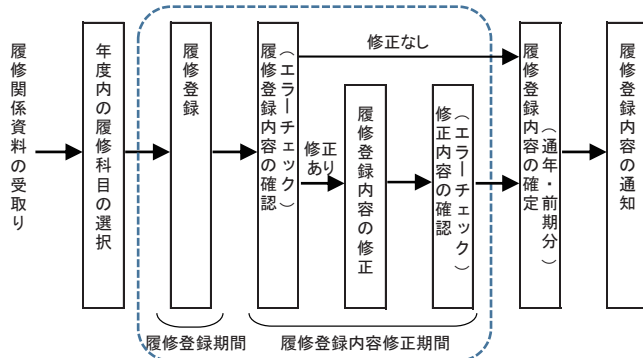 履修関係資料の受取り
年度内の履修科目の選択
履修登録
履修登録内容の確認
（エラーチェック）
修正なし
修正
あり
履修登録内容の修正
修正内容の確認
（エラーチェック）
履修登録内容の確定
（通年・前期分）
履修登録内容の通知
履修登録期間
履修登録内容修正期間